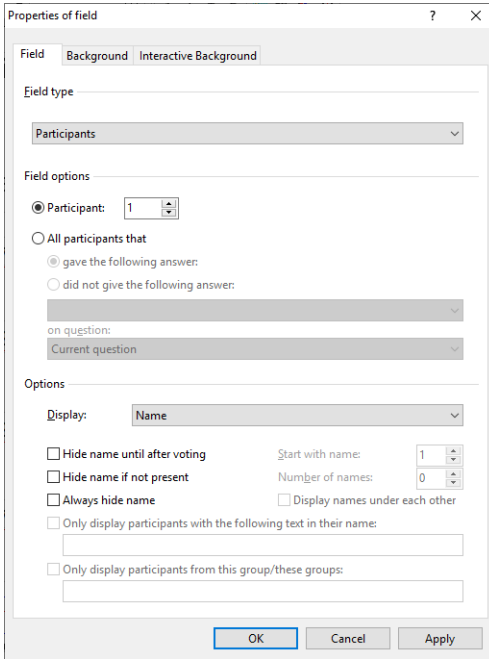 Properties of field
?
Field Background Interactive Background
Field type
Participants
Field options
Participant: 1
All participants that
gave the following answer:
did not give the following answer:
on question:
Current question
Options
Display: Name
Hide name until after voting Start with name: 1
Hide name if not present Number of names: 0
Always hide name Display names under each other
Only display participants with the following text in their name:
Only display participants from this group/these groups:
OK Cancel Apply